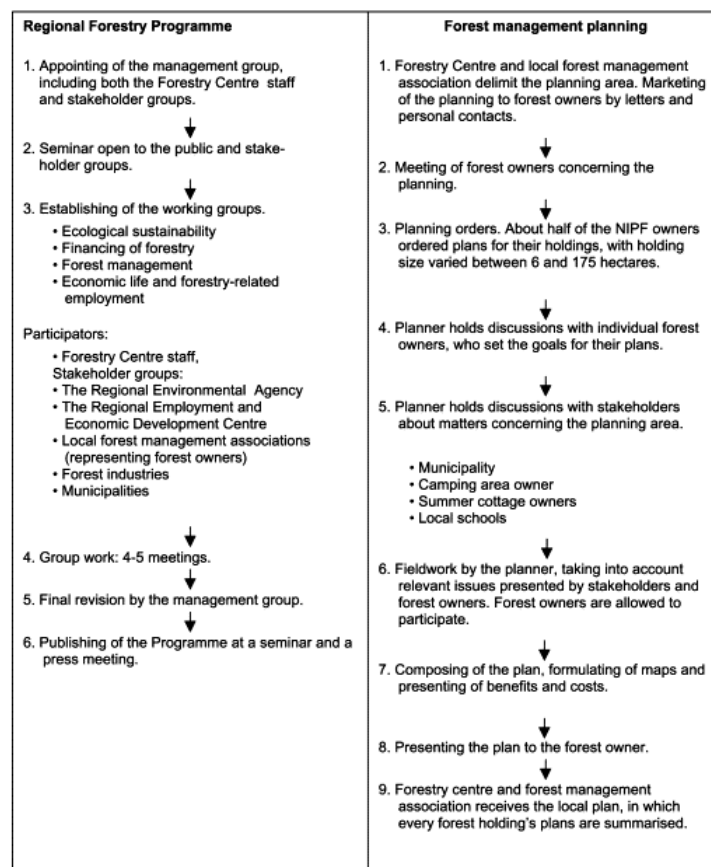 Regional Forestry Programme
1. Appointing of the management group,
including both the Forestry Centre staff
and stakeholder groups.
2. Seminar open to the public and stake-
holder groups.
3. Establishing of the working groups.
• Ecological sustainability
• Financing of forestry
• Forest management
• Economic life and forestry-related
employment
Participators:
• Forestry Centre staff,
Stakeholder groups:
• The Regional Environmental Agency
• The Regional Employment and
Economic Development Centre
• Local forest management associations
(representing forest owners)
• Forest industries
• Municipalities
4. Group work: 4-5 meetings.
5. Final revision by the management group.
6. Publishing of the Programme at a seminar and a
press meeting.
Forest management planning
1. Forestry Centre and local forest management
association delimit the planning area. Marketing
of the planning to forest owners by letters and
personal contacts.
2. Meeting of forest owners concerning the
planning.
3. Planning orders. About half of the NIPF owners
ordered plans for their holdings, with holding
size varied between 6 and 175 hectares.
4. Planner holds discussions with individual forest
owners, who set the goals for their plans.
5. Planner holds discussions with stakeholders
about matters concerning the planning area.
• Municipality
• Camping area owner
• Summer cottage owners
• Local schools
6. Fieldwork by the planner, taking into account
relevant issues presented by stakeholders and
forest owners. Forest owners are allowed to
participate.
7. Composing of the plan, formulating of maps and
presenting of benefits and costs.
8. Presenting the plan to the forest owner.
9. Forestry centre and forest management
association receives the local plan, in which
every forest holding's plans are summarised.